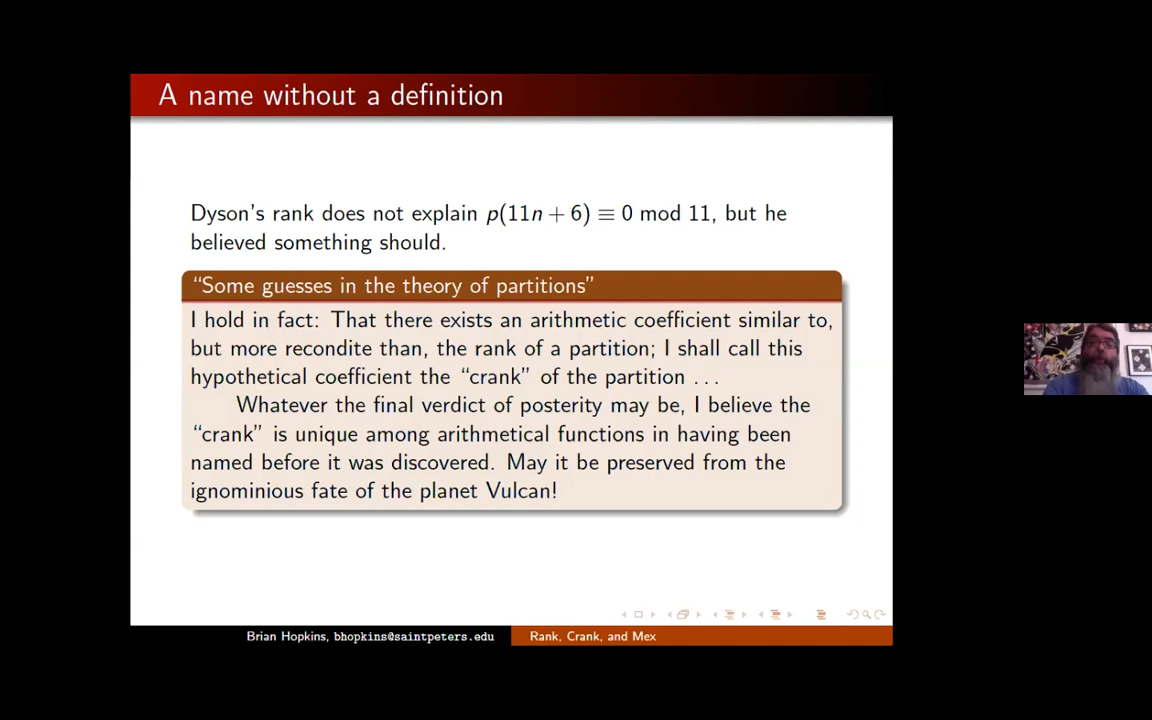 A name without a definition
Dyson's rank does not explain p(11n + 6) ≡ 0 mod 11, but he
believed something should.
“Some guesses in the theory of partitions”
I hold in fact: That there exists an arithmetic coefficient similar to,
but more recondite than, the rank of a partition; I shall call this
hypothetical coefficient the “crank” of the partition ...
Whatever the final verdict of posterity may be, I believe the
“crank” is unique among arithmetical functions in having been
named before it was discovered. May it be preserved from the
ignominious fate of the planet Vulcan!
Brian Hopkins, bhopkins@saintpeters.edu
Rank, Crank, and Mex